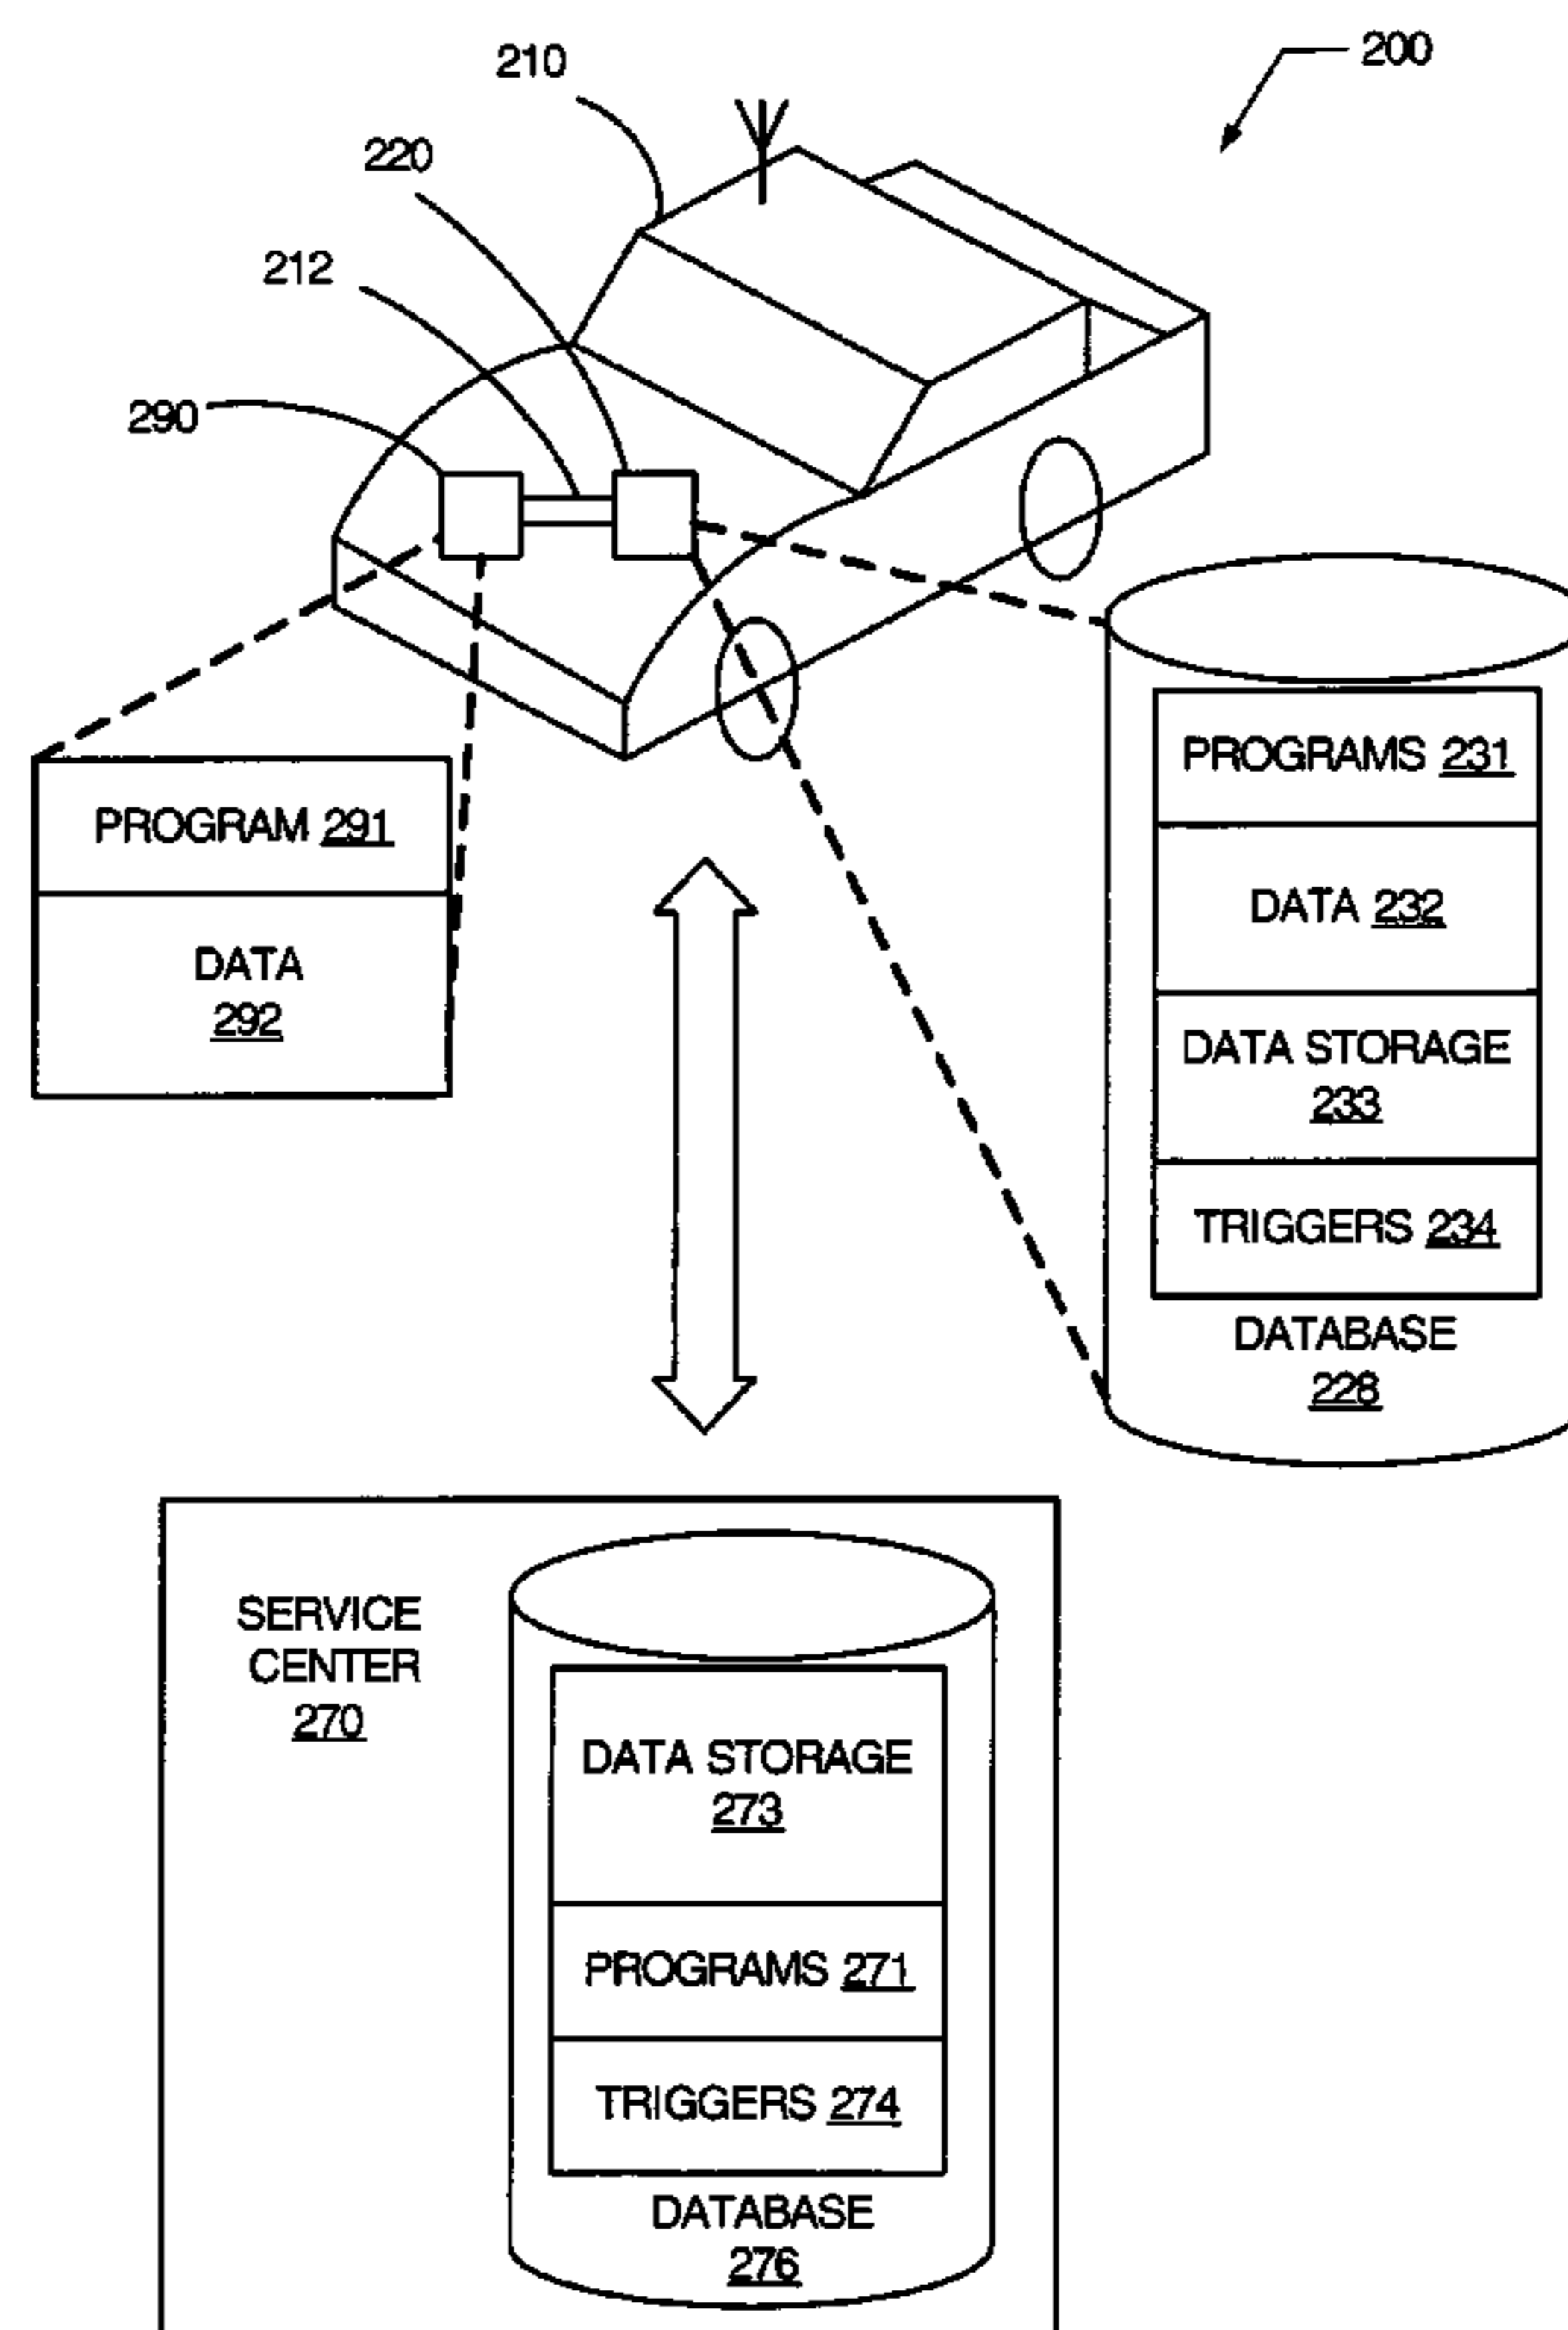 200
210
220
212
290
PROGRAMS 231
DATA 232
DATA STORAGE
233
TRIGGERS 234
DATABASE
228
PROGRAM 291
DATA
292
SERVICE
CENTER
270
DATA STORAGE
273
PROGRAMS 271
TRIGGERS 274
DATABASE
276